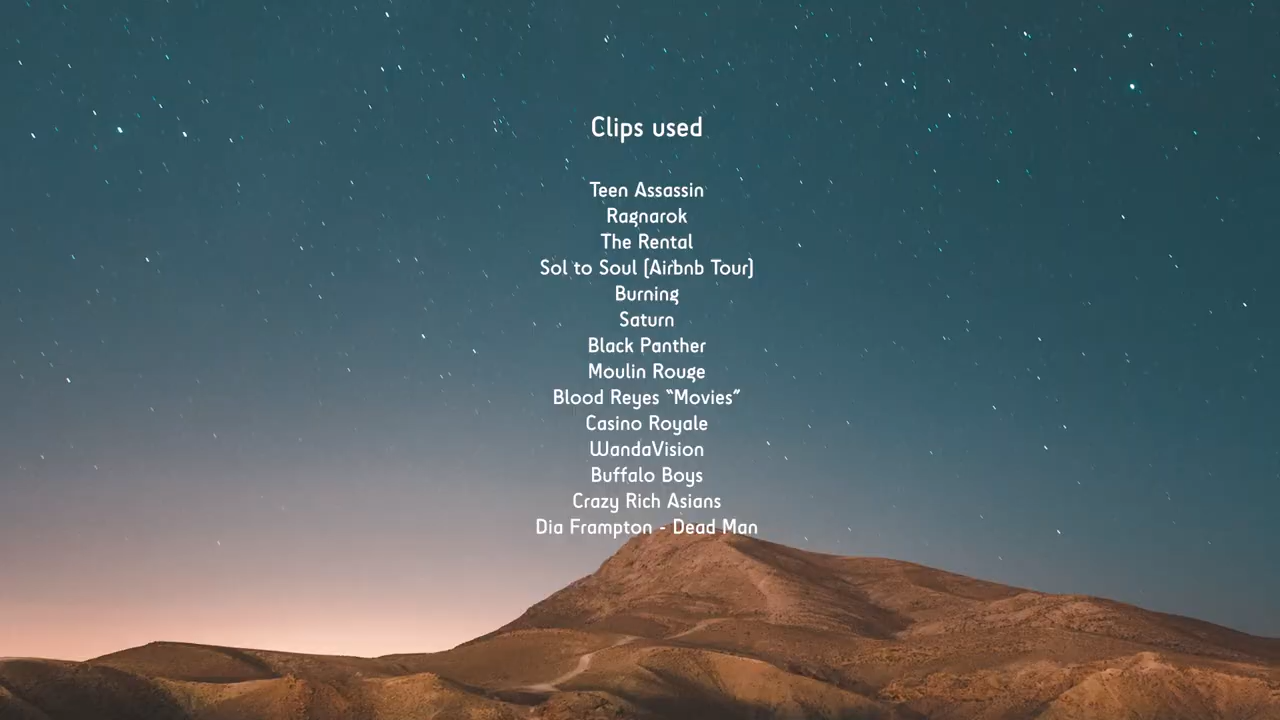 Clips used
Teen Assassin
Ragnarok
The Rental
Sol to Soul (Airbnb Tour)
Burning
Saturn
Black Panther
Moulin Rouge
Blood Reyes “Movies”
Casino Royale
WandaVision
Buffalo Boys
Crazy Rich Asians
Dia Frampton - Dead Man